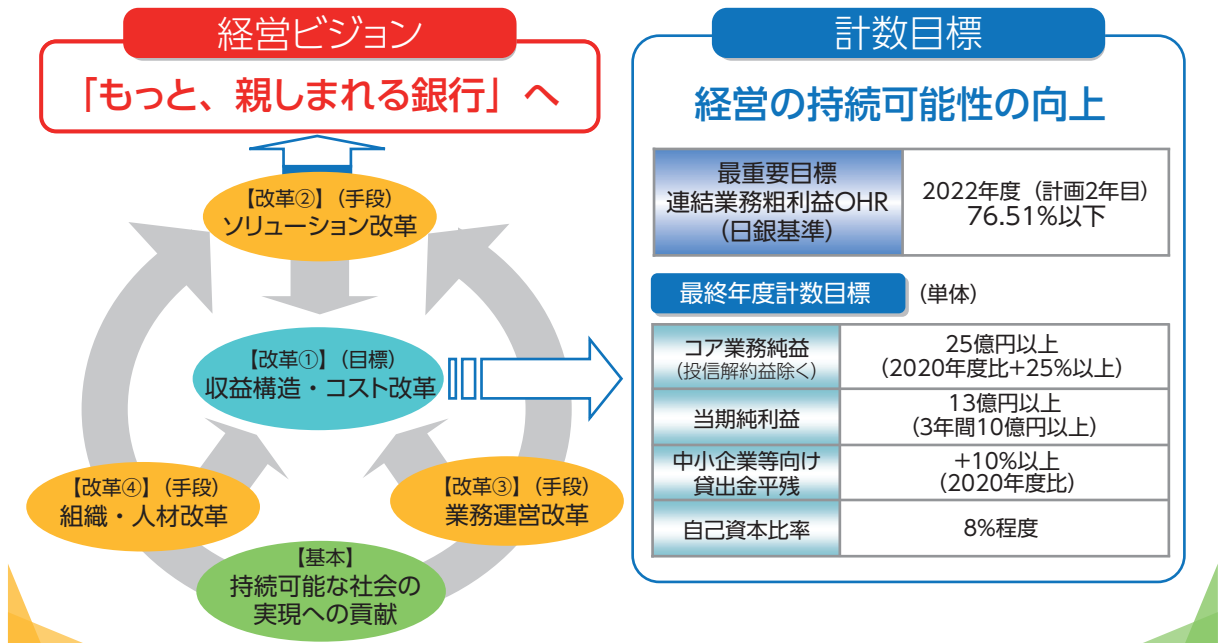 経営ビジョン
「もっと、親しまれる銀行」へ
【改革②】(手段)
ソリューション改革
【改革①】(目標)
収益構造・コスト改革
【改革④】(手段)
組織・人材改革
【改革③】(手段)
業務運営改革
【基本】
持続可能な社会の
実現への貢献
計数目標
経営の持続可能性の向上
最重要目標
連結業務粗利益OHR
(日銀基準)
2022年度(計画2年目)
76.51%以下
最終年度計数目標
(単体)
コア業務純益
(投信解約益除く)
25億円以上
(2020年度比+25%以上)
当期純利益
13億円以上
(3年間10億円以上)
中小企業等向け
貸出金平残
+10%以上
(2020年度比)
自己資本比率
8%程度